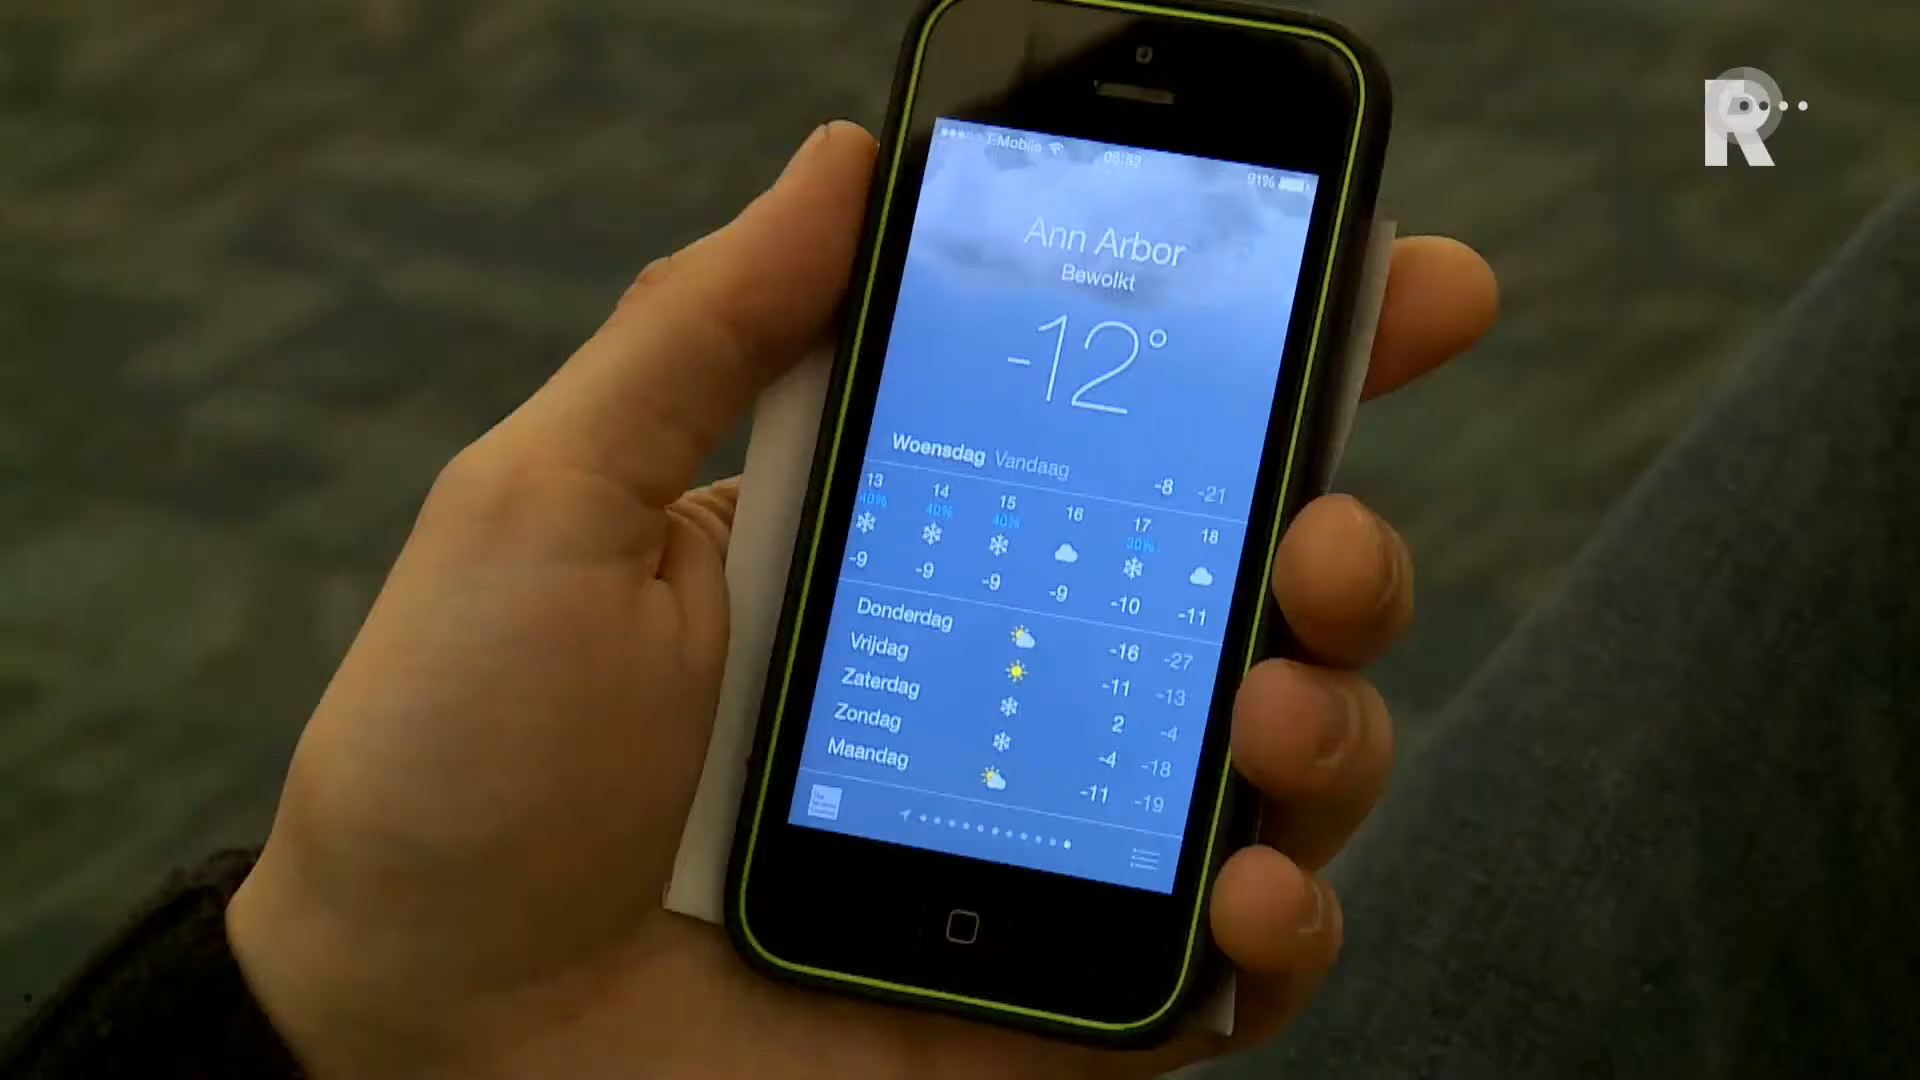 T-Mobile 06:52 91%
Ann Arbor
Bewolkt
-12°
Woensdag Vandaag -8 -21
13 14 15 16 17 18
40% 40% 40% 30%
-9 -9 -9 -9 -10 -11
Donderdag -16 -27
Vrijdag -11 -13
Zaterdag 2 -4
Zondag -4 -18
Maandag -11 -19
R